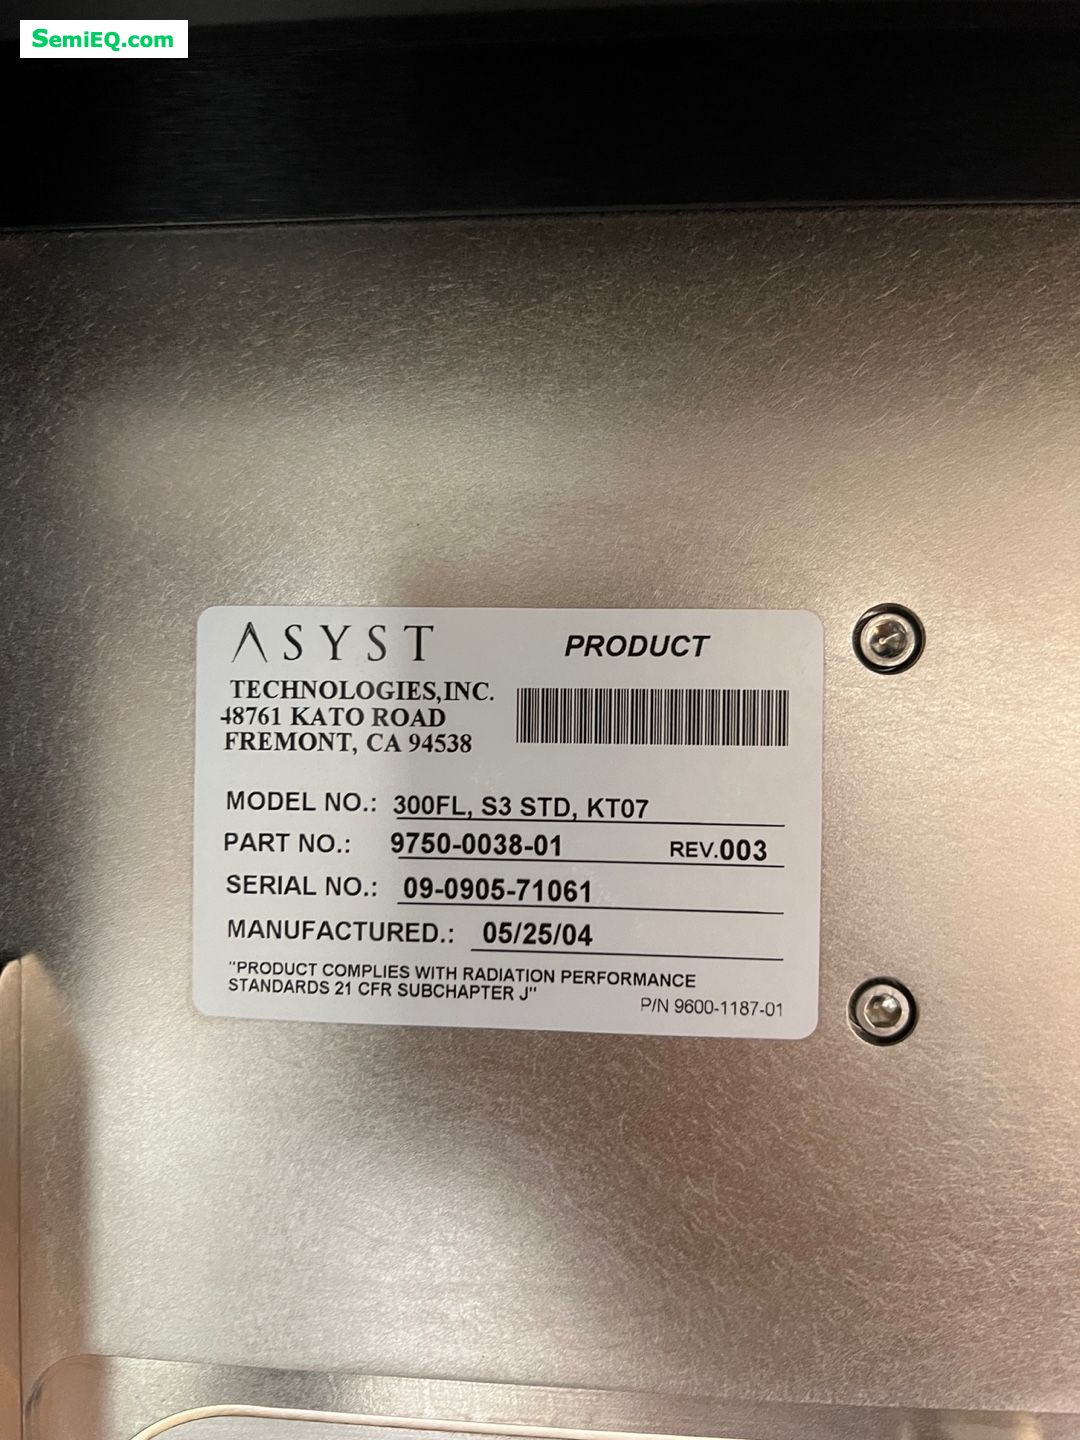 SemiEQ.com
ASYST PRODUCT
TECHNOLOGIES,INC.
48761 KATO ROAD
FREMONT, CA 94538
MODEL NO.: 300FL, S3 STD, KT07
PART NO.: 9750-0038-01 REV.003
SERIAL NO.: 09-0905-71061
MANUFACTURED.: 05/25/04
"PRODUCT COMPLIES WITH RADIATION PERFORMANCE
STANDARDS 21 CFR SUBCHAPTER J"
P/N 9600-1187-01